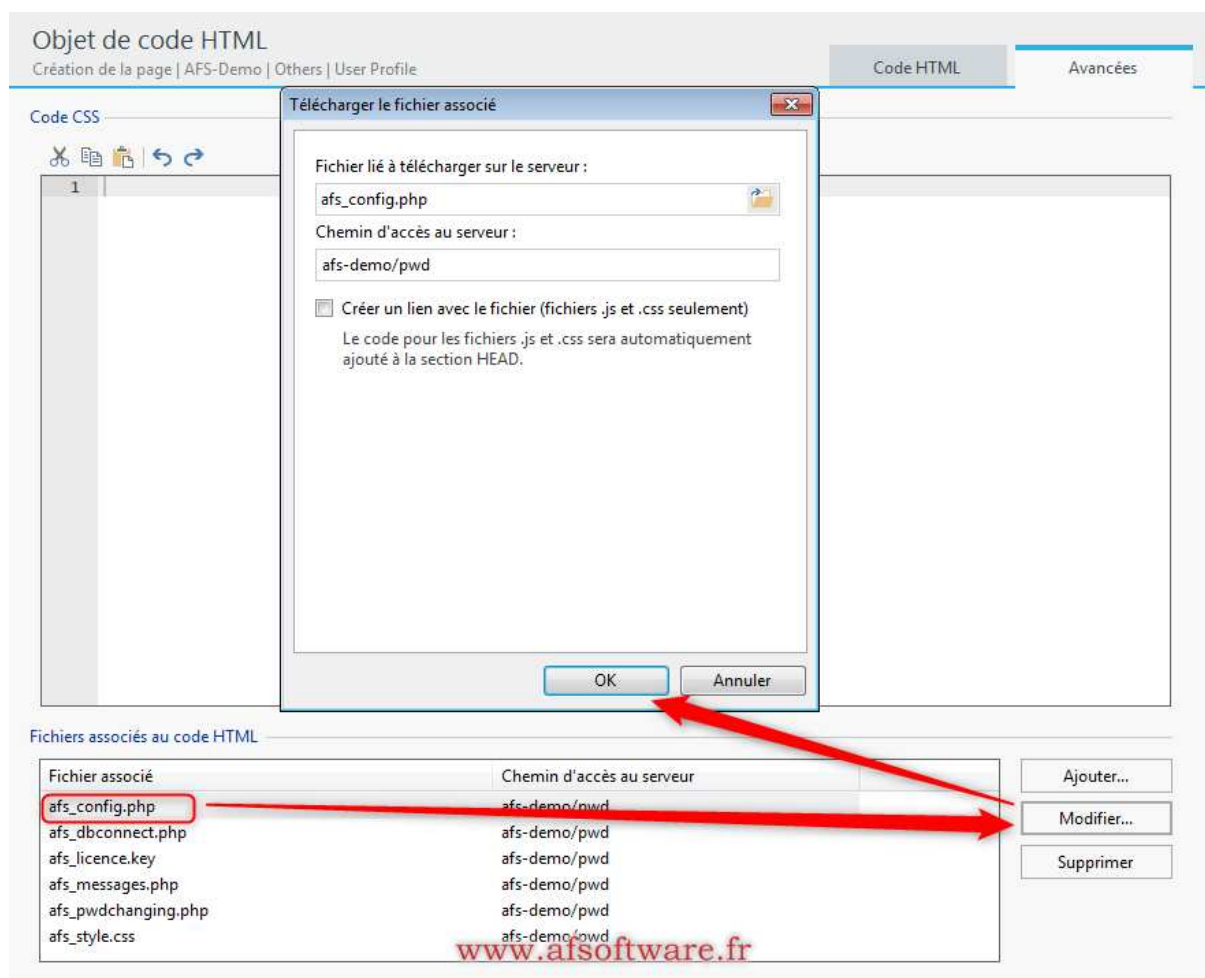 Objet de code HTML
Création de la page | AFS-Demo | Others | User Profile
Code HTML
Avancées
Code CSS
1
Télécharger le fichier associé
Fichier lié à télécharger sur le serveur :
afs_config.php
Chemin d'accès au serveur :
afs-demo/pwd
Créer un lien avec le fichier (fichiers .js et .css seulement)
Le code pour les fichiers .js et .css sera automatiquement
ajouté à la section HEAD.
OK
Annuler
Fichiers associés au code HTML
Fichier associé Chemin d'accès au serveur
afs_config.php afs-demo/pwd
afs_dbconnect.php afs-demo/pwd
afs_licence.key afs-demo/pwd
afs_messages.php afs-demo/pwd
afs_pwdchanging.php afs-demo/pwd
afs_style.css afs-demo/pwd
Ajouter...
Modifier...
Supprimer
www.afsoftware.fr